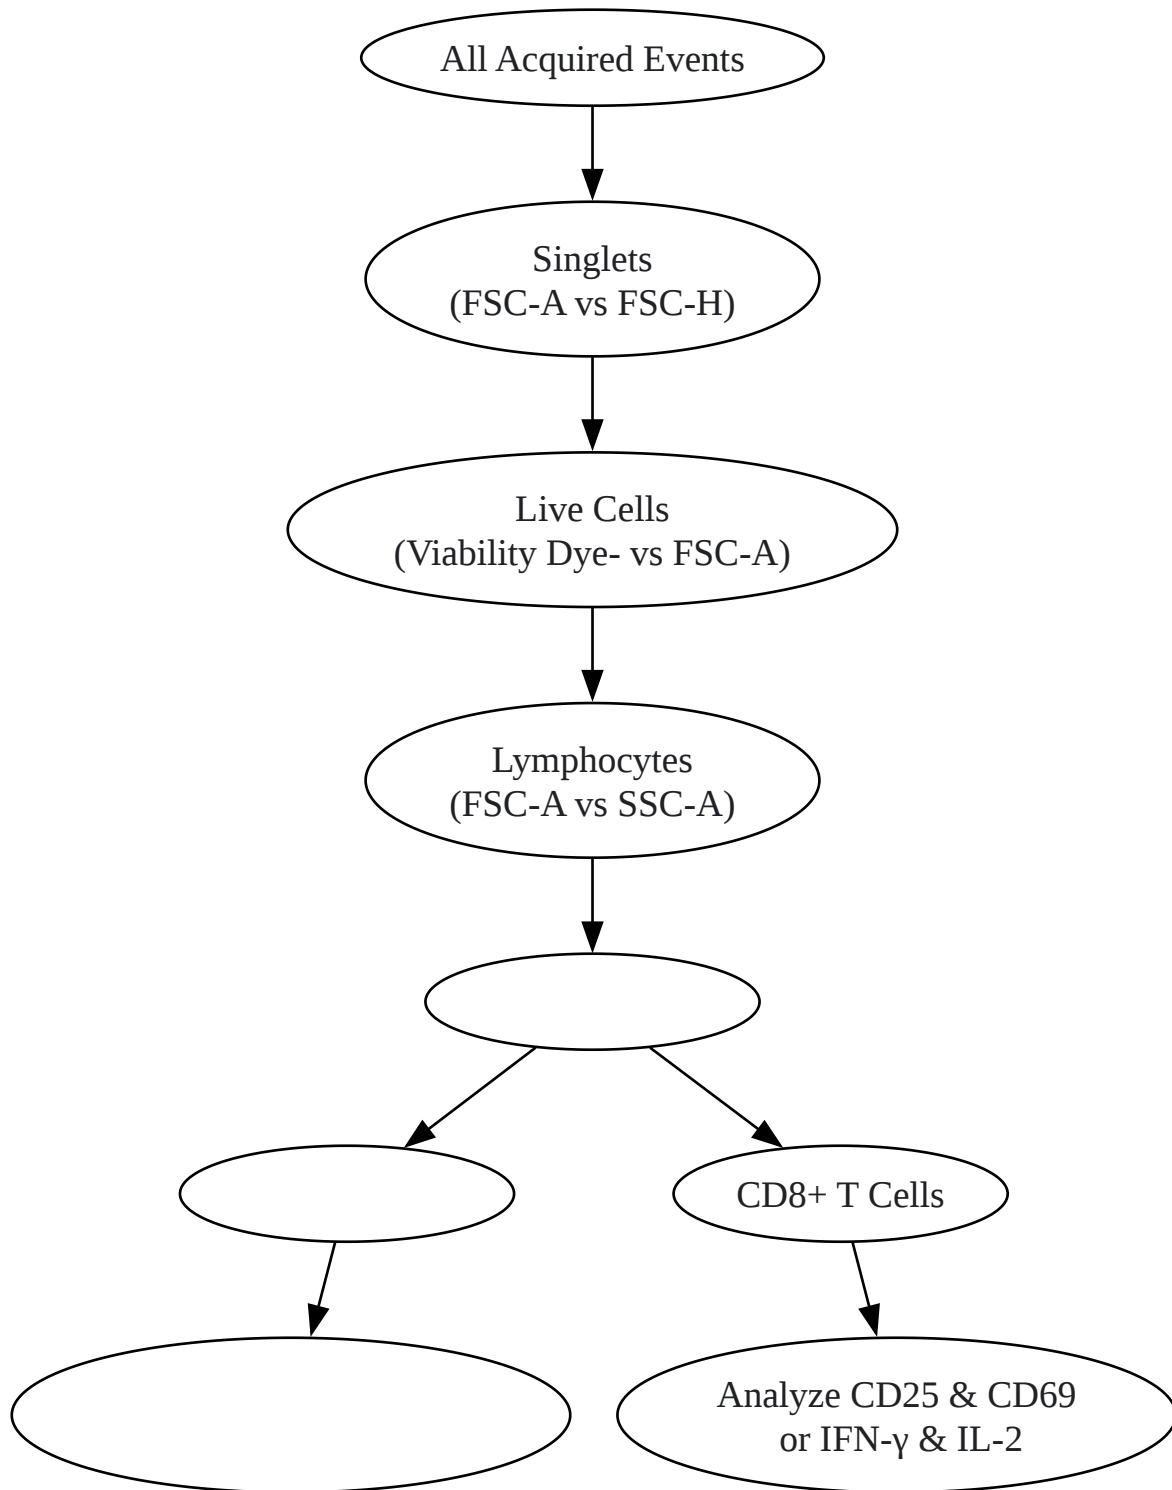 All Acquired Events
Singlets
(FSC-A vs FSC-H)
Live Cells
(Viability Dye- vs FSC-A)
Lymphocytes
(FSC-A vs SSC-A)
CD8+ T Cells
Analyze CD25 & CD69
or IFN-γ & IL-2